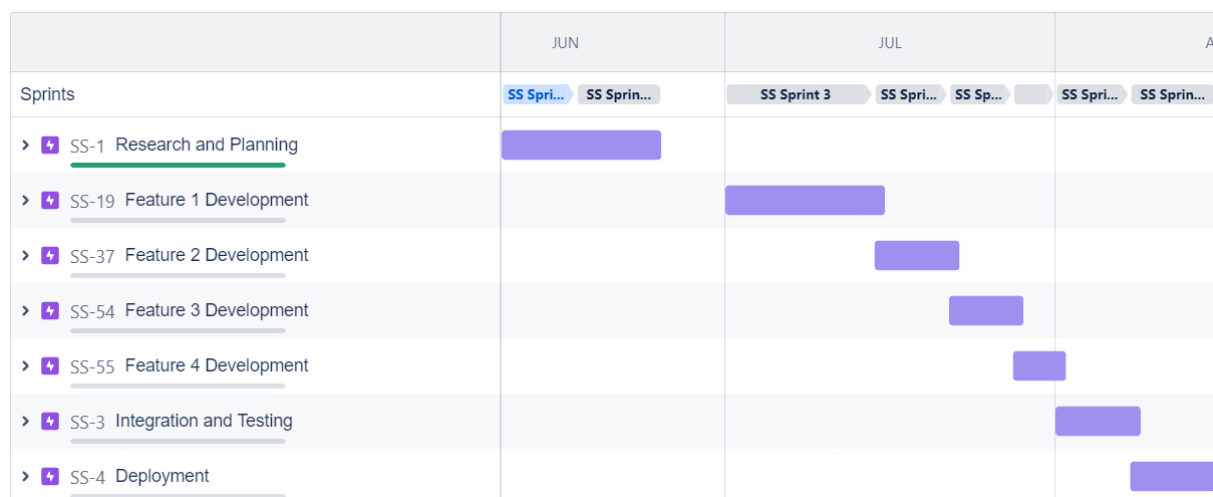 JUN JUL A
Sprints SS Spri... SS Sprin... SS Sprint 3 SS Spri... SS Sp... SS Spri... SS Sprin...
SS-1 Research and Planning
SS-19 Feature 1 Development
SS-37 Feature 2 Development
SS-54 Feature 3 Development
SS-55 Feature 4 Development
SS-3 Integration and Testing
SS-4 Deployment